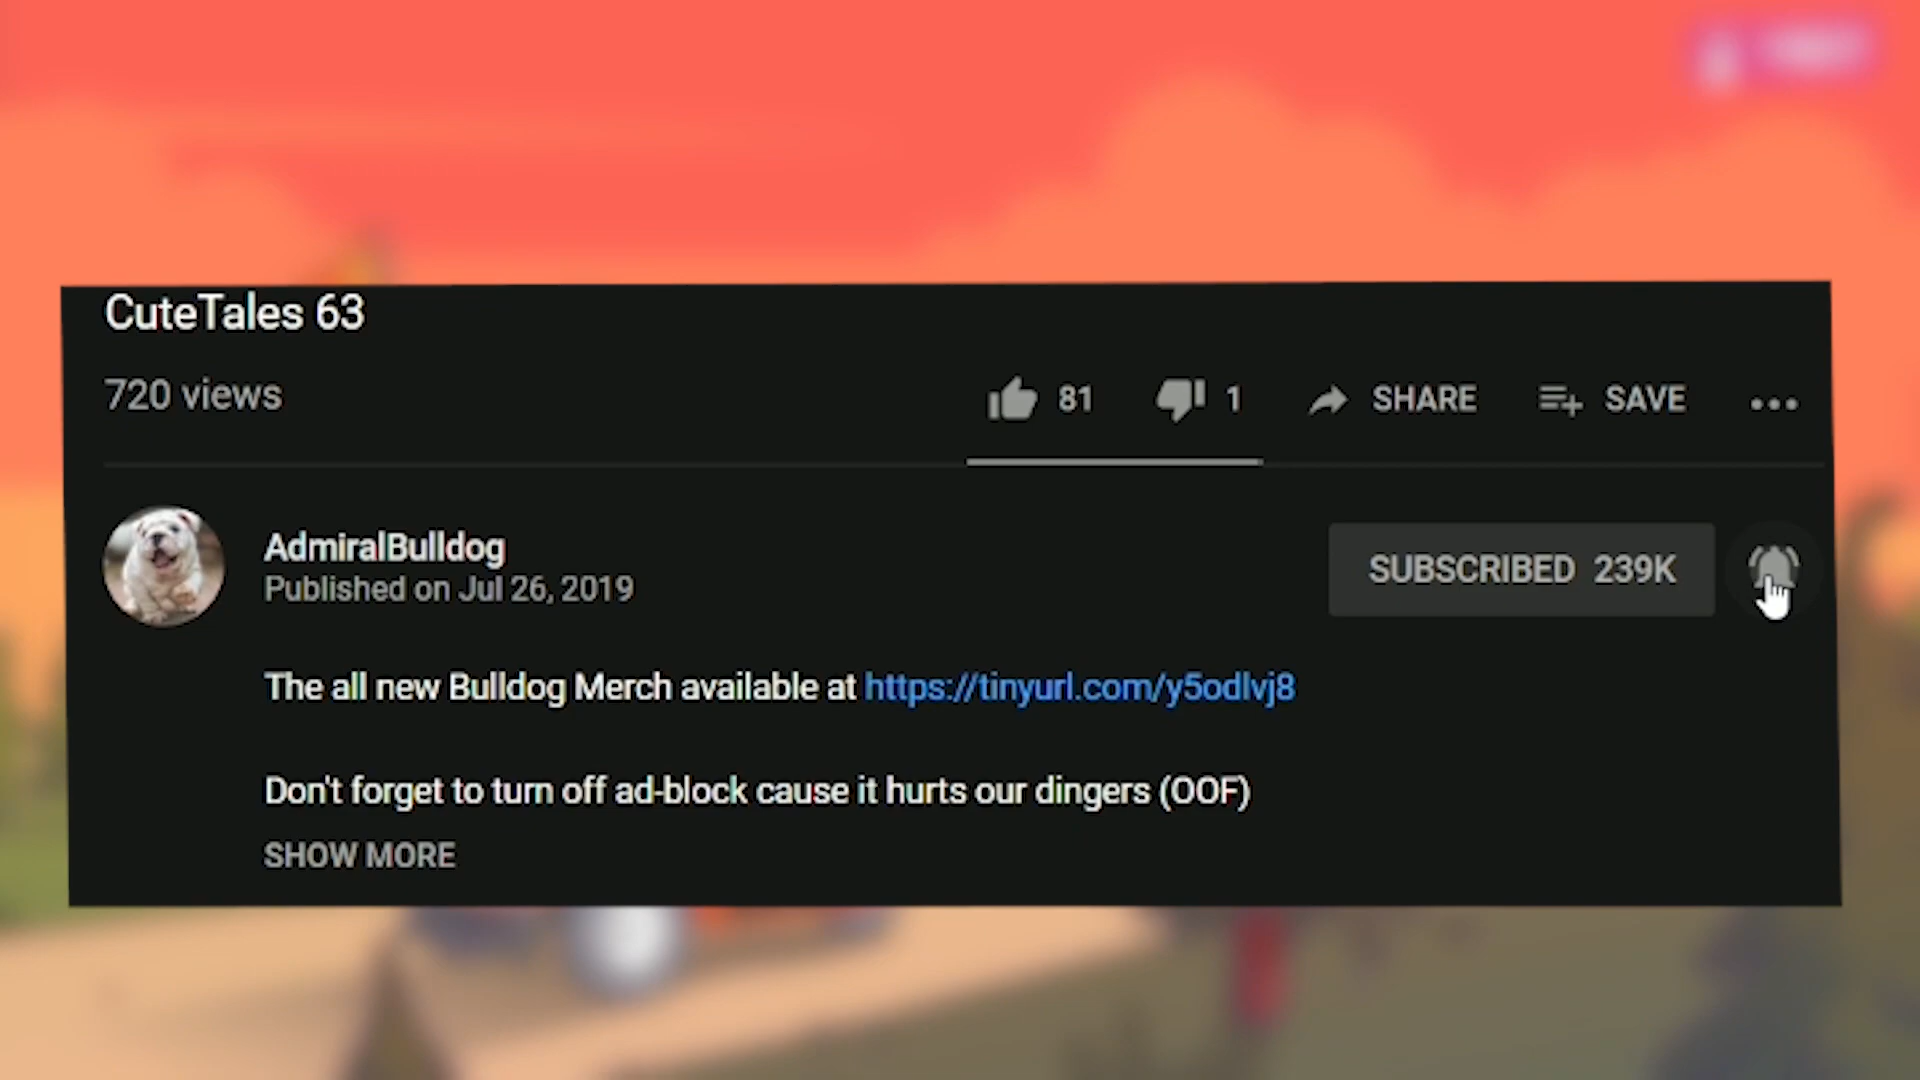 CuteTales 63
720 views
81 1 SHARE SAVE
AdmiralBulldog
Published on Jul 26, 2019
SUBSCRIBED 239K
The all new Bulldog Merch available at https://tinyurl.com/y5odlvj8
Don't forget to turn off ad-block cause it hurts our dingers (OOF)
SHOW MORE